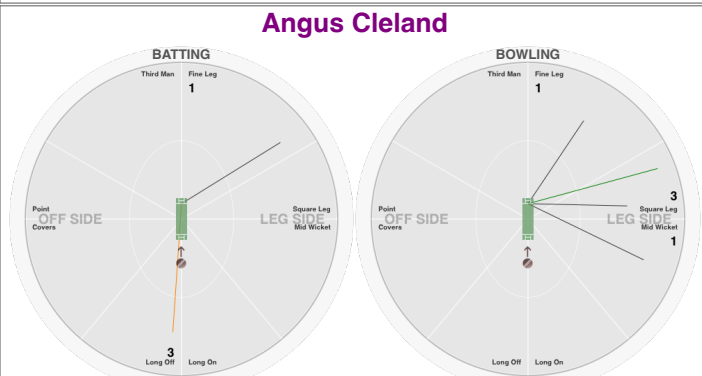 Angus Cleland
BATTING
Third Man Fine Leg
1
Point
OFF SIDE
Covers
Square Leg
LEG SIDE
Mid Wicket
3
Long Off Long On
BOWLING
Third Man Fine Leg
1
Point
OFF SIDE
Covers
3
Square Leg
LEG SIDE
Mid Wicket
1
Long Off Long On